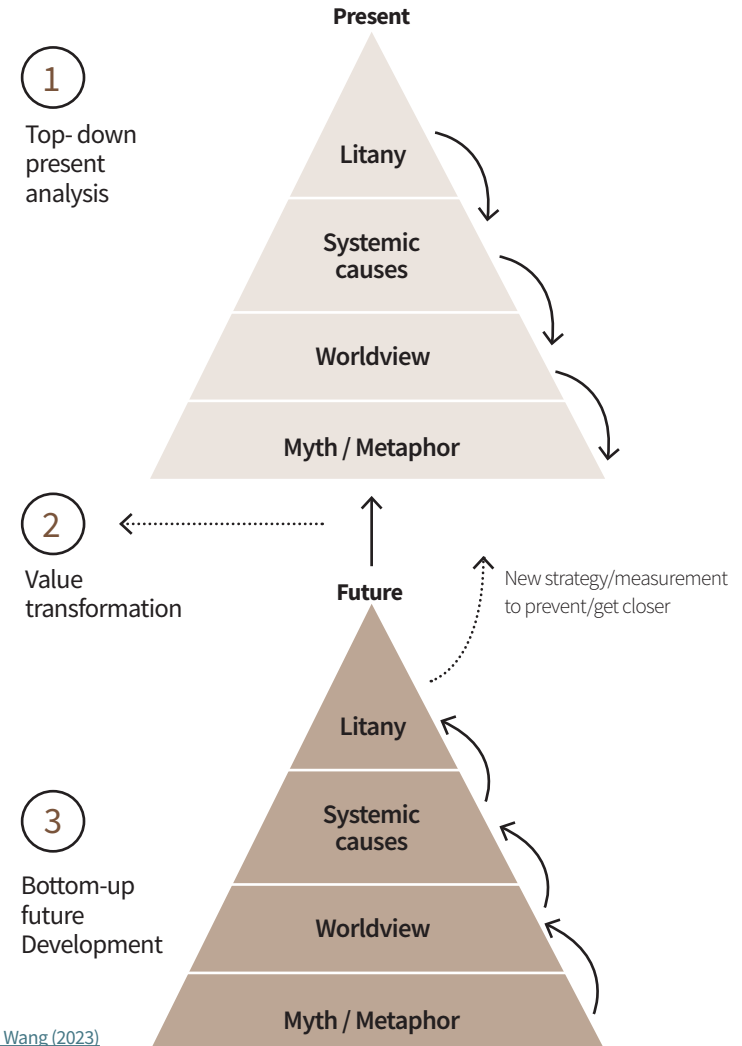 Present
1
Top- down
present
analysis
Litany
Systemic
causes
Worldview
Myth / Metaphor
2
Value
transformation
New strategy/measurement
to prevent/get closer
Future
Litany
3
Systemic
causes
Bottom-up
future
Development
Worldview
Myth / Metaphor
Wang (2023)